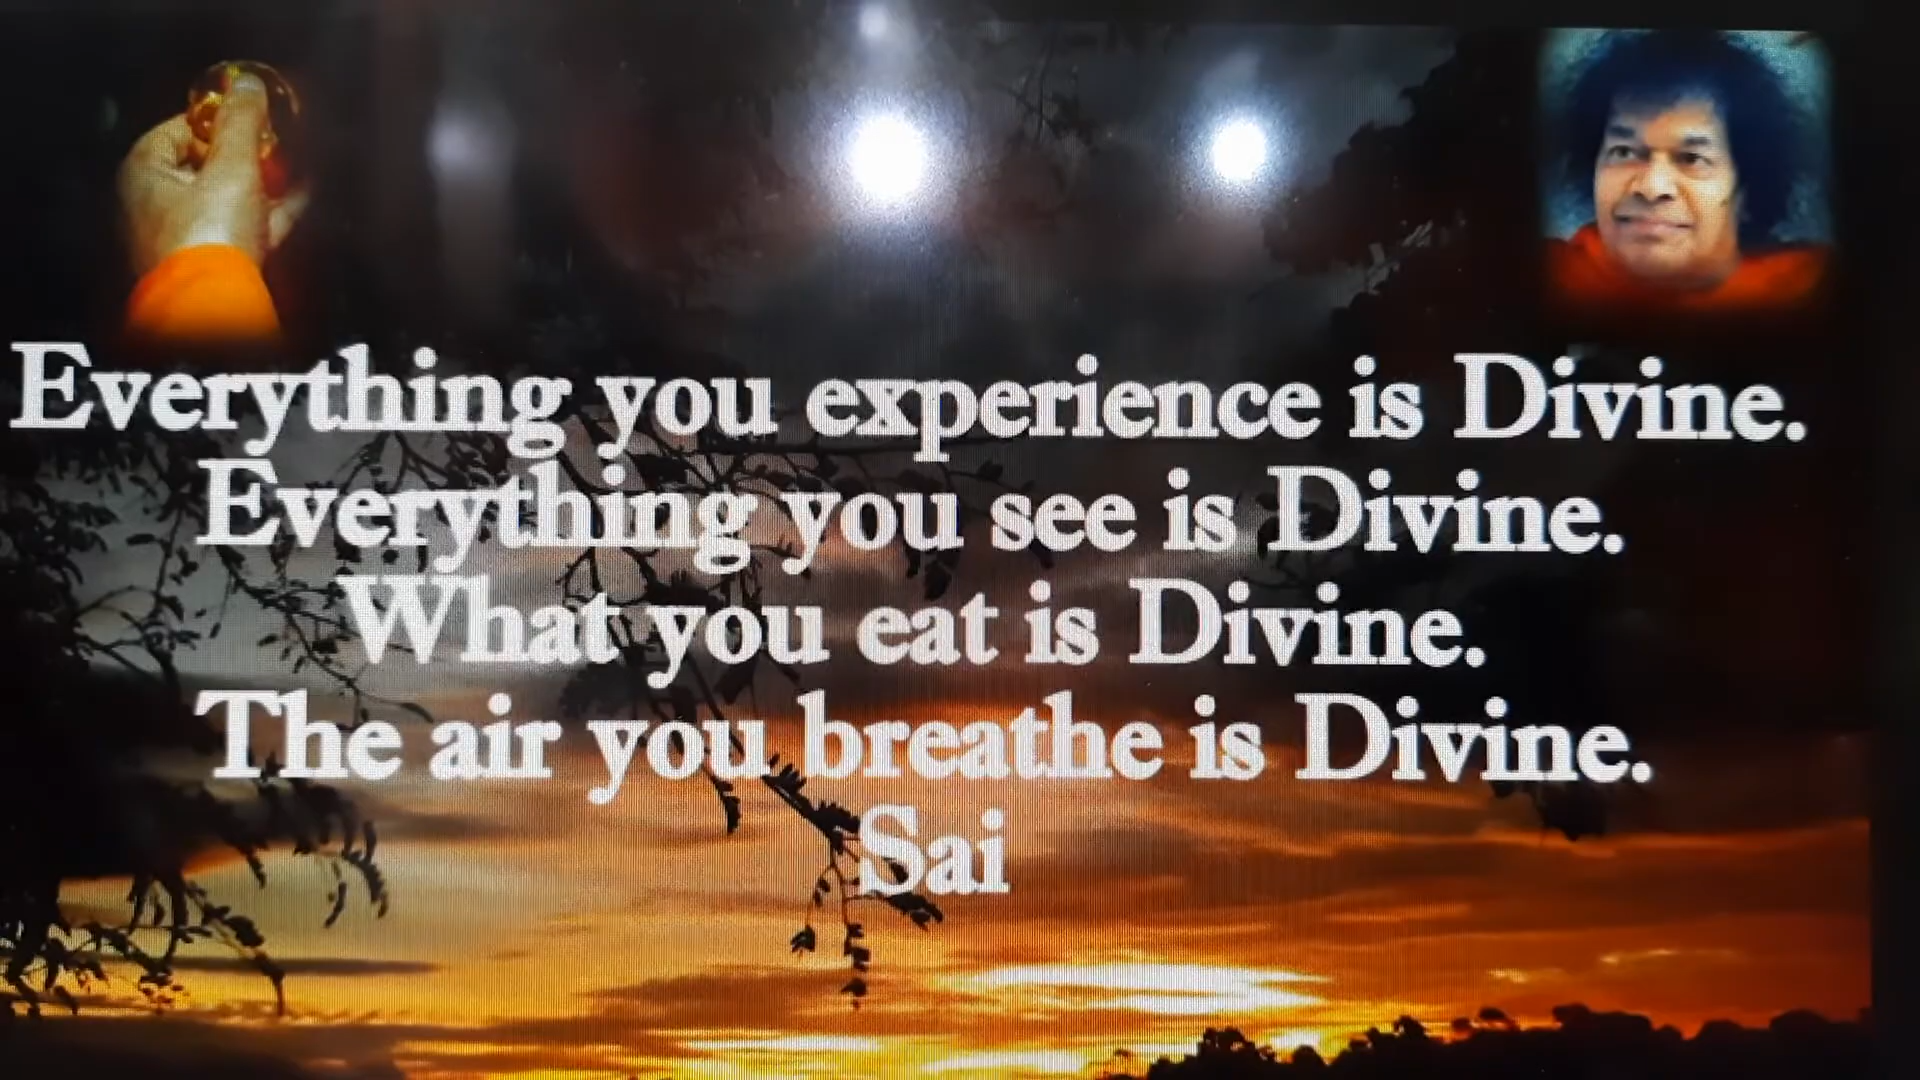 Everything you experience is Divine.
Everything you see is Divine.
What you eat is Divine.
The air you breathe is Divine.
Sai